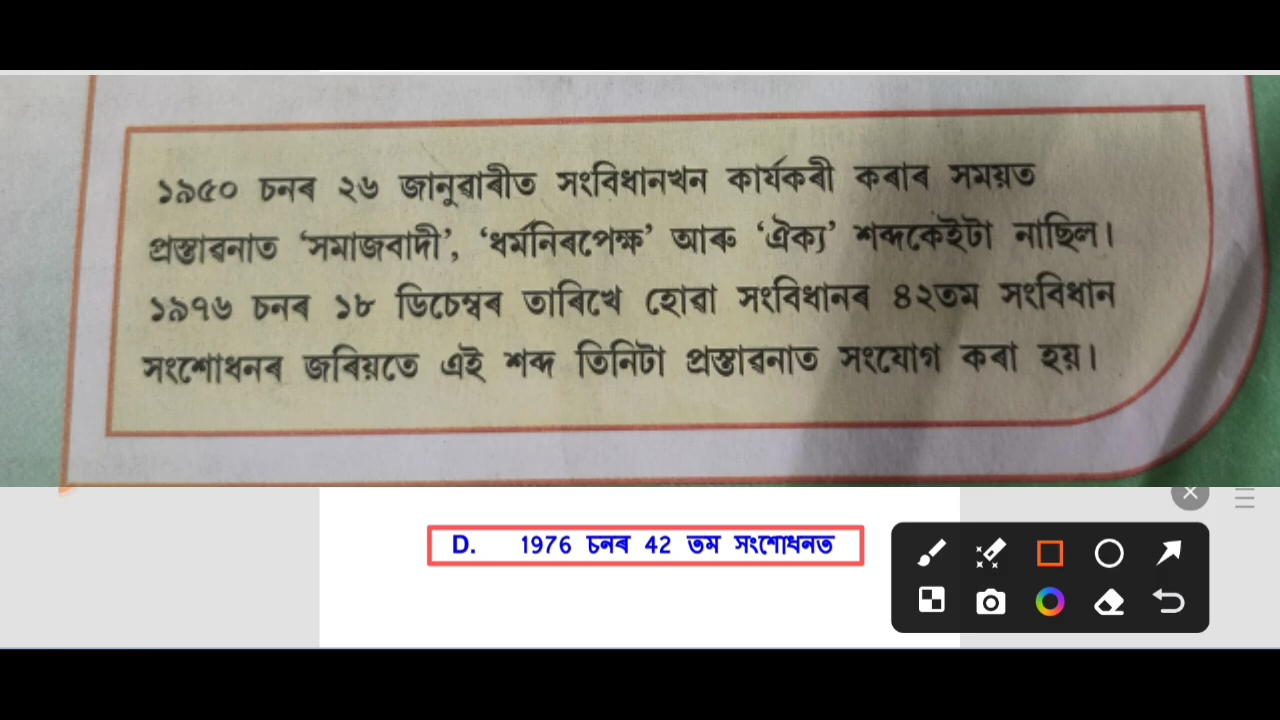 ১৯৫০ চনৰ ২৬ জানুৱাৰীত সংবিধানখন কাৰ্যকৰী কৰাৰ সময়ত
প্ৰস্তাৱনাত ‘সমাজবাদী’, ‘ধৰ্মনিৰপেক্ষ’ আৰু ‘ঐক্য’ শব্দকেইটা নাছিল।
১৯৭৬ চনৰ ১৮ ডিচেম্বৰ তাৰিখে হোৱা সংবিধানৰ ৪২তম সংবিধান
সংশোধনৰ জৰিয়তে এই শব্দ তিনিটা প্ৰস্তাৱনাত সংযোগ কৰা হয়।
D. 1976 চনৰ 42 তম সংশোধনত